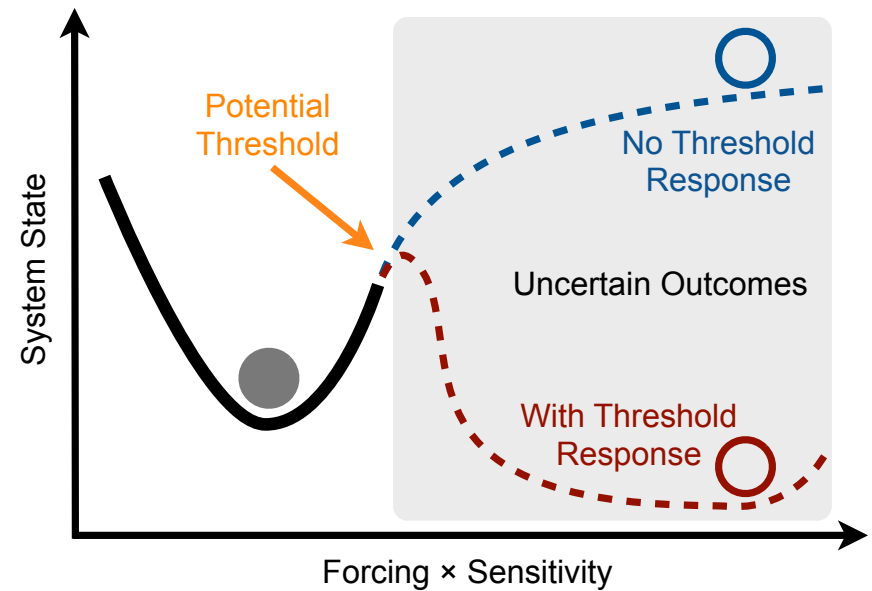 Potential
Threshold
No Threshold
Response
Uncertain Outcomes
With Threshold
Response
System State
Forcing × Sensitivity